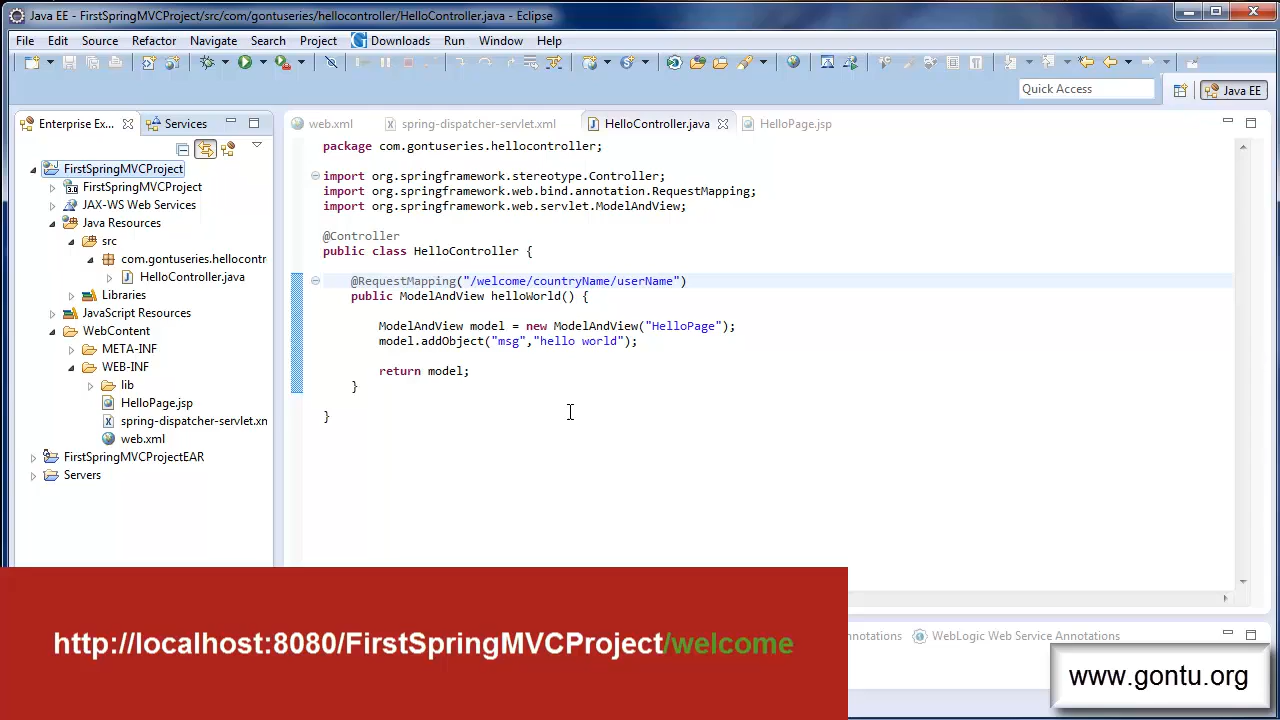 Java EE - FirstSpringMVCProject/src/com/gontuseries/hellocontroller/HelloController.java - Eclipse
File Edit Source Refactor Navigate Search Project Downloads Run Window Help
Quick Access
Java EE
Enterprise Ex...
Services
web.xml
spring-dispatcher-servlet.xml
HelloController.java
HelloPage.jsp
FirstSpringMVCProject
FirstSpringMVCProject
JAX-WS Web Services
Java Resources
src
com.gontuseries.hellocontr
HelloController.java
Libraries
JavaScript Resources
WebContent
META-INF
WEB-INF
lib
HelloPage.jsp
spring-dispatcher-servlet.xn
web.xml
FirstSpringMVCProjectEAR
Servers
package com.gontuseries.hellocontroller;
import org.springframework.stereotype.Controller;
import org.springframework.web.bind.annotation.RequestMapping;
import org.springframework.web.servlet.ModelAndView;
@Controller
public class HelloController {
@RequestMapping("/welcome/countryName/userName")
public ModelAndView helloWorld() {
ModelAndView model = new ModelAndView("HelloPage");
model.addObject("msg","hello world");
return model;
}
}
notations
WebLogic Web Service Annotations
http://localhost:8080/FirstSpringMVCProject/welcome
www.gontu.org